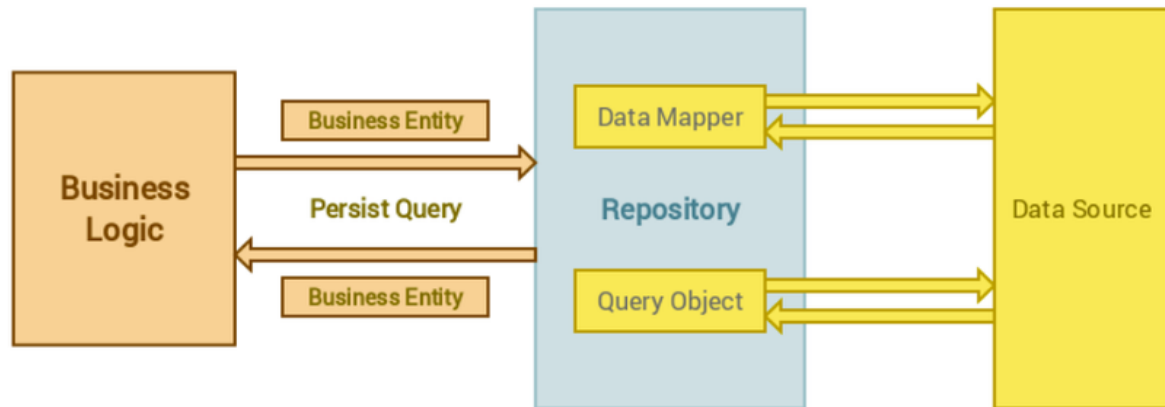 Business
Logic
Business Entity
Persist Query
Business Entity
Data Mapper
Repository
Query Object
Data Source